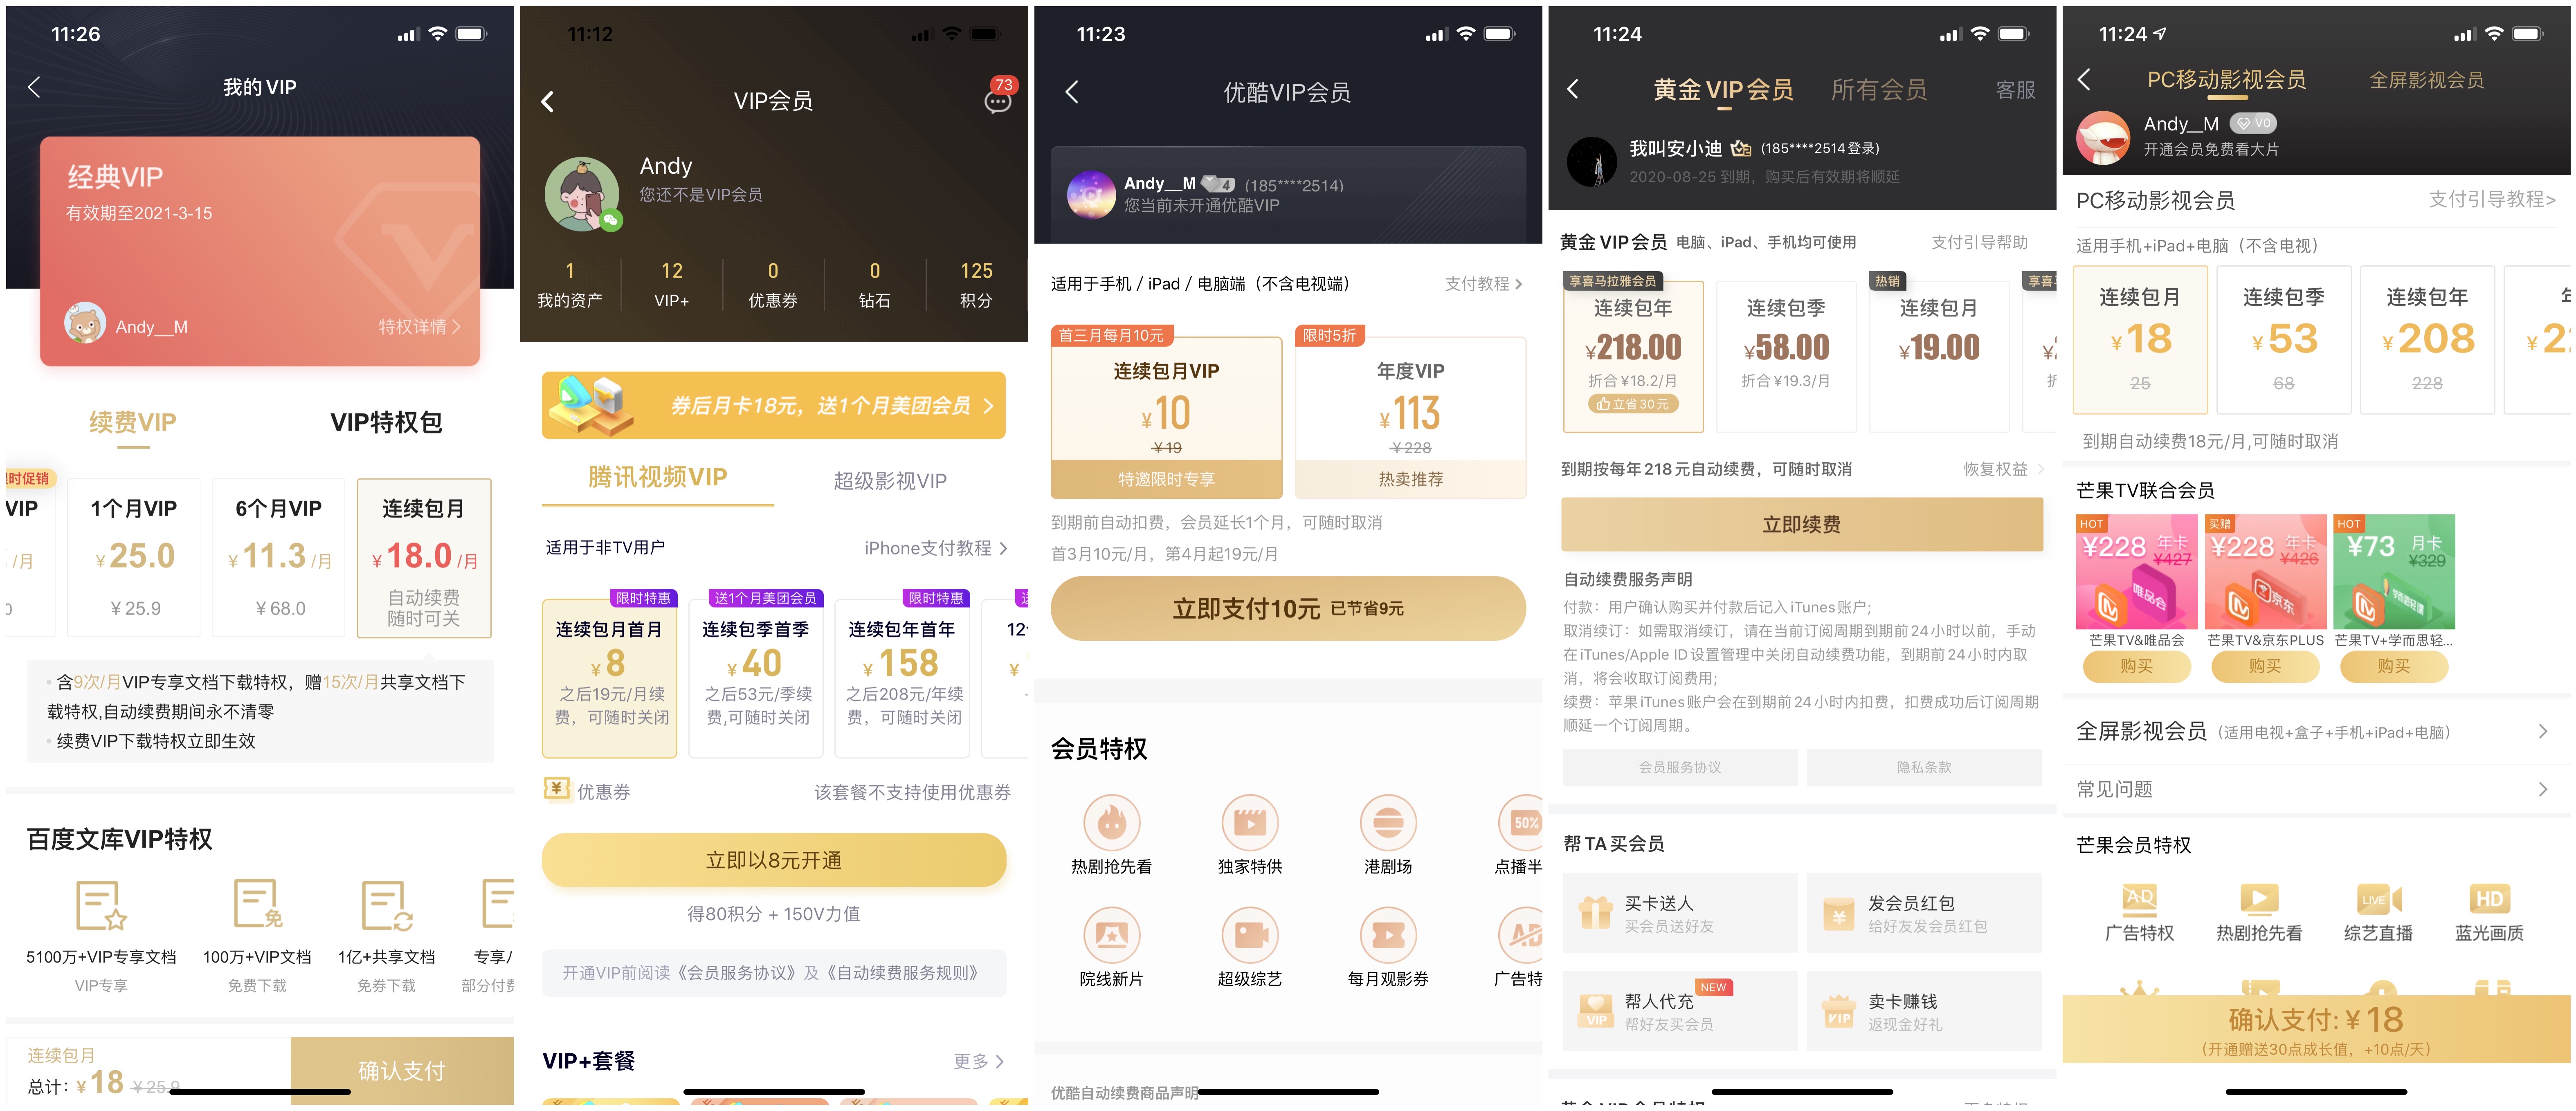 11:26
我的 VIP
经典VIP
有效期至2021-3-15
Andy__M
特权详情
续费VIP
VIP特权包
时促销
VIP
/月
0
1个月VIP
¥25.0
¥25.9
6个月VIP
¥11.3/月
¥68.0
连续包月
¥18.0/月
自动续费
随时可关
含9次/月VIP专享文档下载特权，赠15次/月共享文档下
载特权,自动续费期间永不清零
续费VIP下载特权立即生效
百度文库VIP特权
免
5100万+VIP专享文档
VIP专享
100万+VIP文档
免费下载
1亿+共享文档
免券下载
专享
部分付费
连续包月
总计：¥18 ¥25.9
确认支付
11:12
VIP会员
73
Andy
您还不是VIP会员
1
我的资产
12
VIP+
0
优惠券
0
钻石
125
积分
券后月卡18元，送1个月美团会员
腾讯视频VIP
超级影视VIP
适用于非TV用户
iPhone支付教程
限时特惠
连续包月首月
¥8
之后19元/月续
费，可随时关闭
送1个月美团会员
连续包季首季
¥40
之后53元/季续
费,可随时关闭
限时特惠
连续包年首年
¥158
之后208元/年续
费，可随时关闭
12
¥
优惠券
该套餐不支持使用优惠券
立即以8元开通
得80积分 + 150V力值
开通VIP前阅读《会员服务协议》及《自动续费服务规则》
VIP+套餐
更多
11:23
优酷VIP会员
Andy__M 4 (185****2514)
您当前未开通优酷VIP
适用于手机 / iPad / 电脑端（不含电视端）
支付教程
首三月每月10元
连续包月VIP
¥10
¥19
特邀限时专享
限时5折
年度VIP
¥113
¥228
热卖推荐
到期前自动扣费，会员延长1个月，可随时取消
首3月10元/月，第4月起19元/月
立即支付10元 已节省9元
会员特权
50%
热剧抢先看
独家特供
港剧场
点播半
AD
院线新片
超级综艺
每月观影券
广告特
优酷自动续费商品声明
11:24
黄金VIP会员
所有会员
客服
我叫安小迪 (185****2514登录)
2020-08-25 到期，购买后有效期将顺延
黄金VIP会员 电脑、iPad、手机均可使用
支付引导帮助
享喜马拉雅会员
连续包年
¥218.00
折合¥18.2/月
立省30元
连续包季
¥58.00
折合¥19.3/月
热销
连续包月
¥19.00
享喜
¥
到期按每年218元自动续费，可随时取消
恢复权益
立即续费
自动续费服务声明
付款：用户确认购买并付款后记入iTunes账户;
取消续订：如需取消续订，请在当前订阅周期到期前24小时以前，手动
在iTunes/Apple ID设置管理中关闭自动续费功能，到期前24小时内取
消，将会收取订阅费用;
续费：苹果iTunes账户会在到期前24小时内扣费，扣费成功后订阅周期
顺延一个订阅周期。
会员服务协议
隐私条款
帮TA买会员
买卡送人
买会员送好友
发会员红包
给好友发会员红包
VIP
帮人代充
NEW
帮好友买会员
VIP
卖卡赚钱
返现金好礼
黄金VIP会员特权
11:24
PC移动影视会员
全屏影视会员
Andy__M V0
开通会员免费看大片
PC移动影视会员
支付引导教程>
适用手机+iPad+电脑（不含电视）
连续包月
¥18
25
连续包季
¥53
68
连续包年
¥208
228
¥2
到期自动续费18元/月,可随时取消
芒果TV联合会员
HOT
¥228 年卡
¥427
唯品会
芒果TV&唯品会
购买
买赠
¥228 年卡
¥426
京东
芒果TV&京东PLUS
购买
HOT
¥73 月卡
¥329
芒果TV+学而思轻...
购买
全屏影视会员（适用电视+盒子+手机+iPad+电脑）
常见问题
芒果会员特权
AD
LIVE
HD
广告特权
热剧抢先看
综艺直播
蓝光画质
确认支付:¥18
（开通赠送30点成长值，+10点/天）